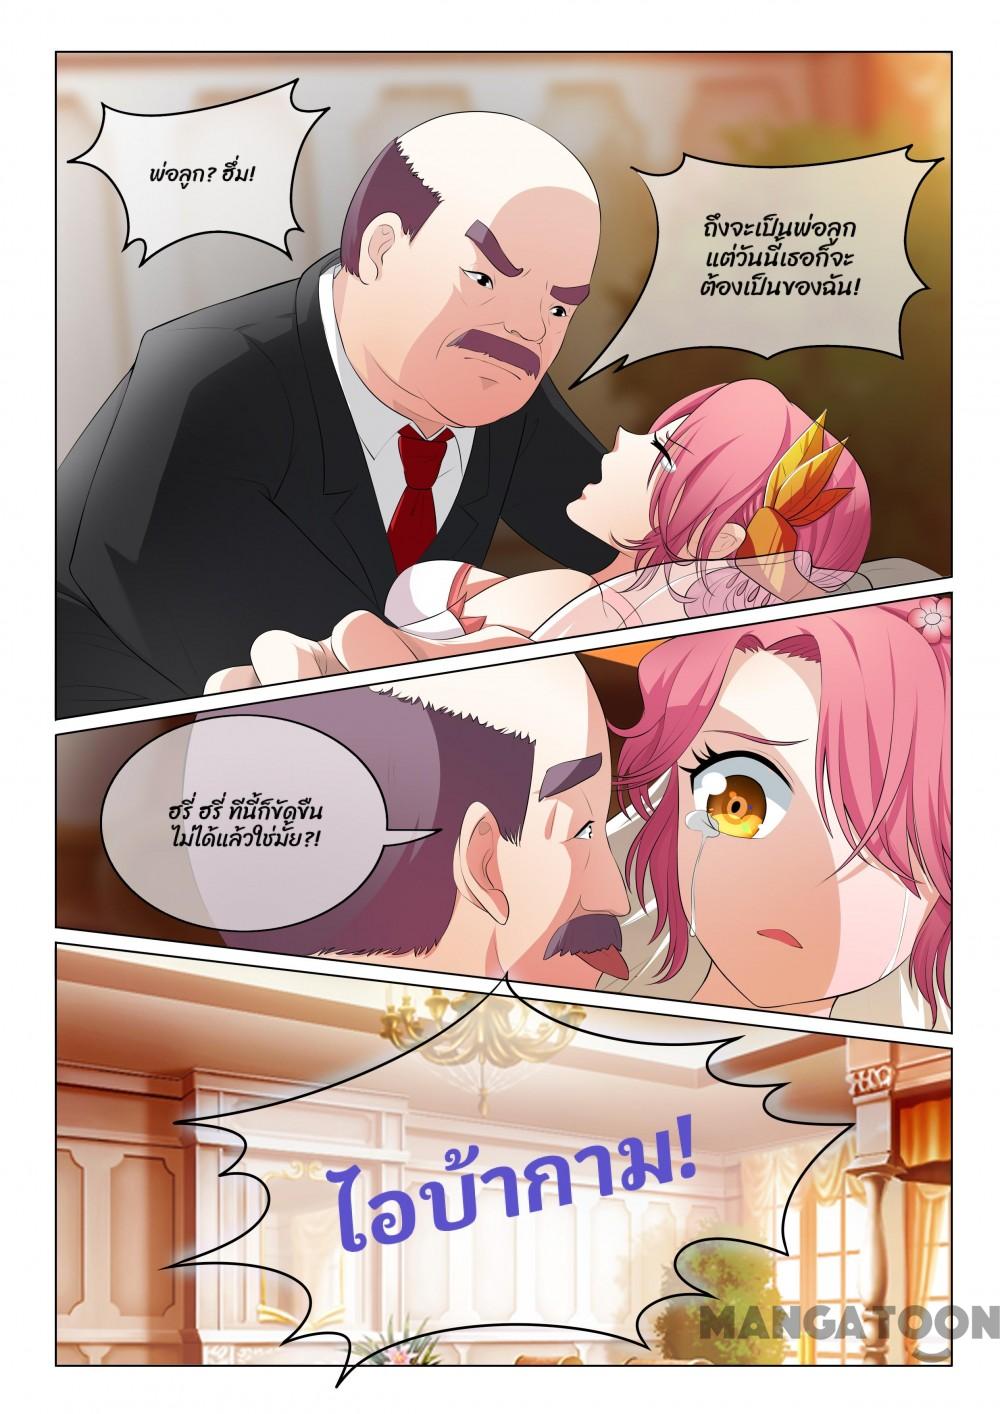 พ่อลูก? ฮึ่ม!
ถึงจะเป็นพ่อลูก
แต่วันนี้เธอก็จะ
ต้องเป็นของฉัน!
ฮรี่ ฮรี่ ทีนี้ก็ขัดขืน
ไม่ได้แล้วใช่มั้ย?!
ไอบ้ากาม!
MANGATOON